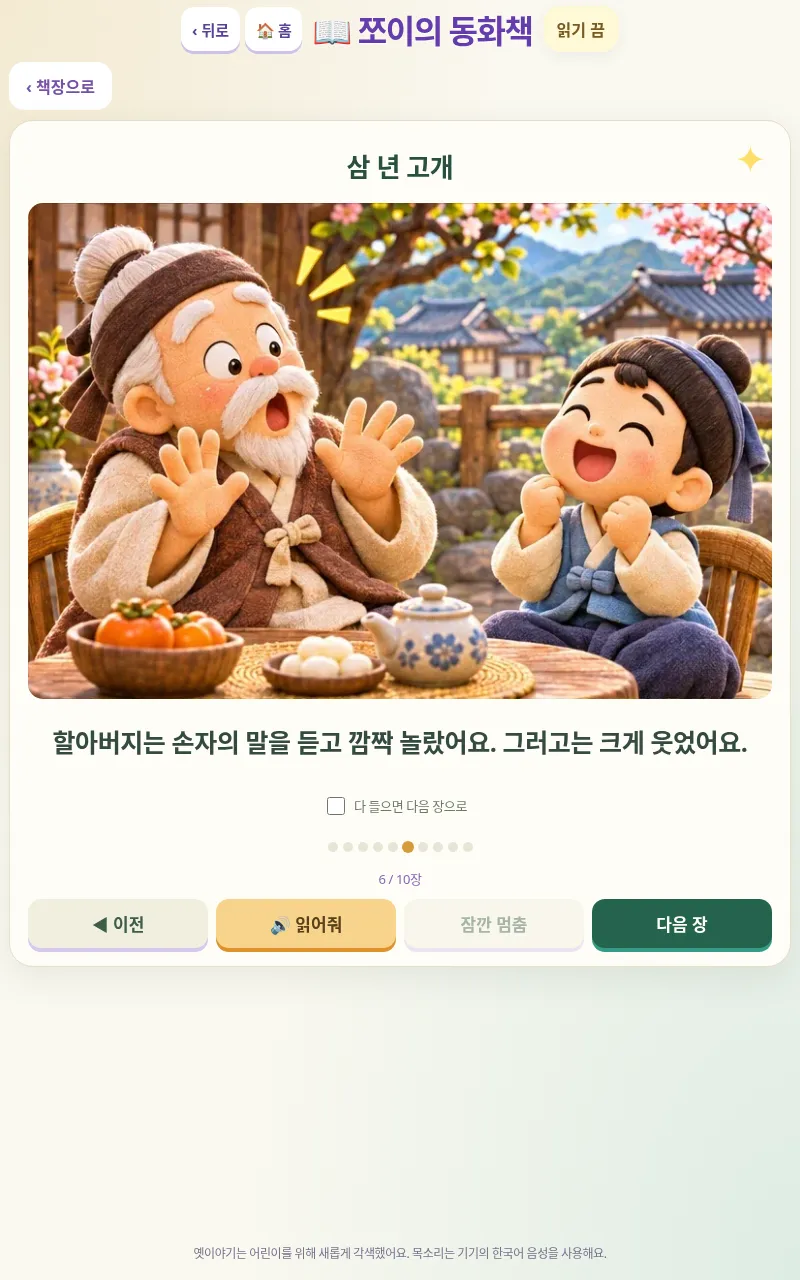 ‹ 뒤로
🏠 홈
📖 쪼이의 동화책
읽기 끝
‹ 책장으로
삼 년 고개
할아버지는 손자의 말을 듣고 깜짝 놀랐어요. 그러고는 크게 웃었어요.
다 들으면 다음 장으로
6 / 10장
◀ 이전
🔊 읽어줘
잠깐 멈춤
다음 장
옛이야기는 어린이를 위해 새롭게 각색했어요. 목소리는 기기의 한국어 음성을 사용해요.